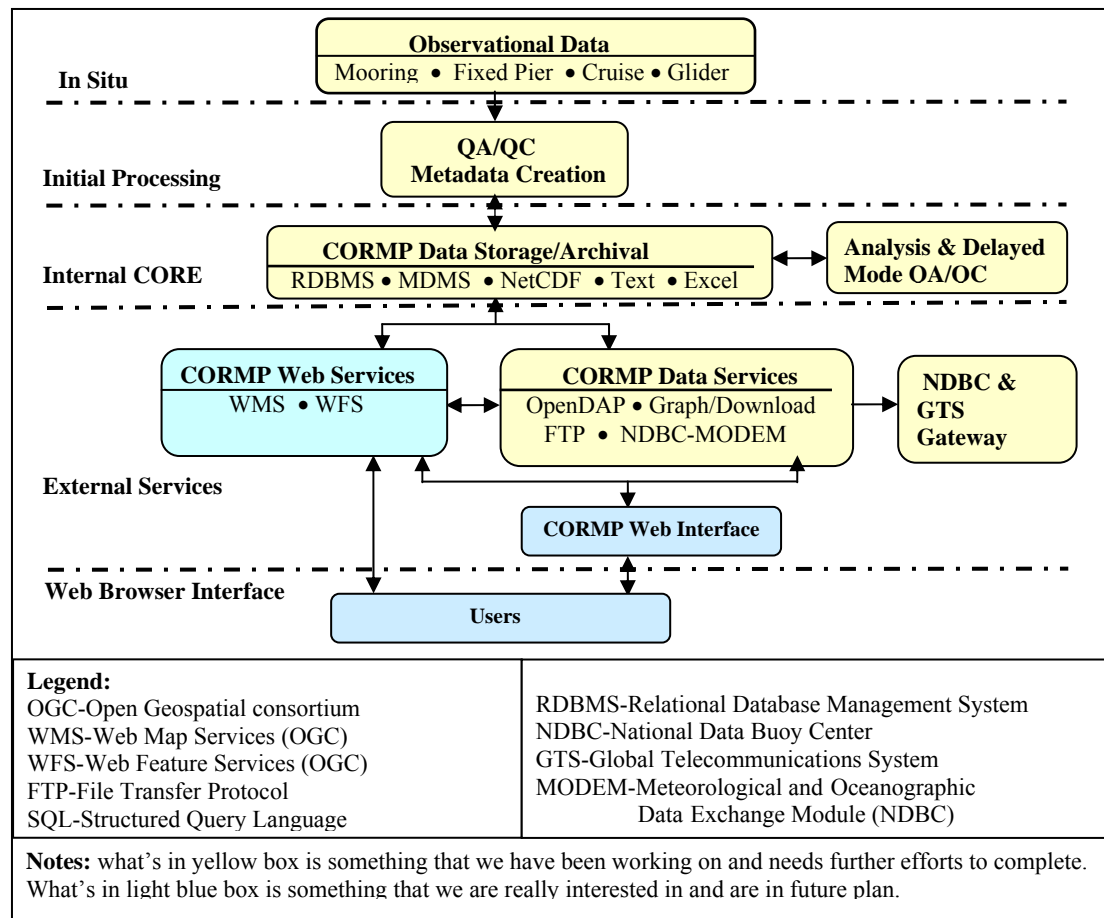 Observational Data
Mooring • Fixed Pier • Cruise • Glider
In Situ
QA/QC
Metadata Creation
Initial Processing
CORMP Data Storage/Archival
RDBMS • MDMS • NetCDF • Text • Excel
Analysis & Delayed
Mode OA/OC
Internal CORE
CORMP Web Services
WMS • WFS
CORMP Data Services
OpenDAP • Graph/Download
FTP • NDBC-MODEM
NDBC &
GTS
Gateway
External Services
CORMP Web Interface
Web Browser Interface
Users
Legend:
OGC-Open Geospatial consortium
WMS-Web Map Services (OGC)
WFS-Web Feature Services (OGC)
FTP-File Transfer Protocol
SQL-Structured Query Language
RDBMS-Relational Database Management System
NDBC-National Data Buoy Center
GTS-Global Telecommunications System
MODEM-Meteorological and Oceanographic
Data Exchange Module (NDBC)
Notes: what's in yellow box is something that we have been working on and needs further efforts to complete.
What's in light blue box is something that we are really interested in and are in future plan.